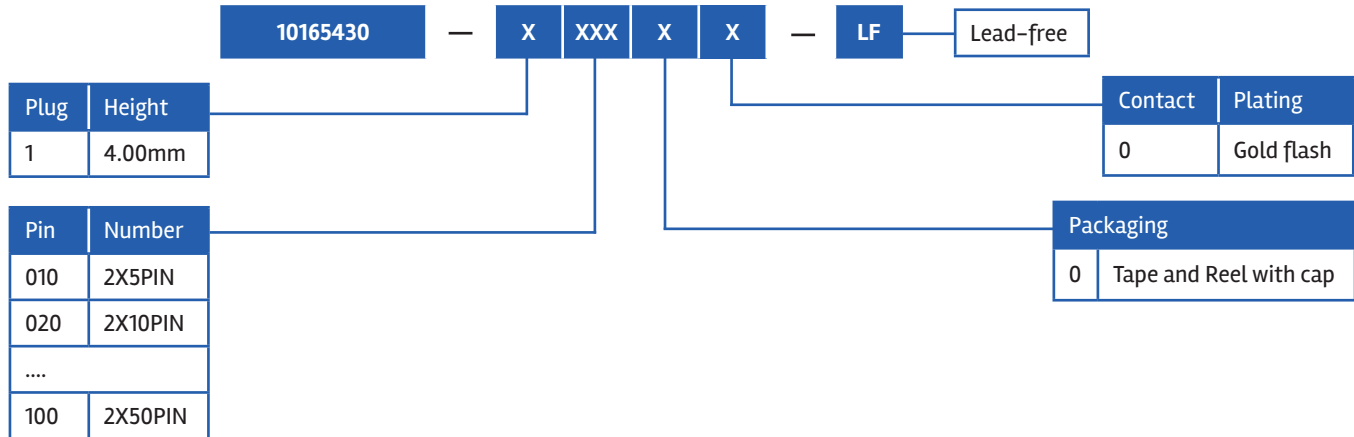 10165430 — X XXX X X — LF Lead-free
Plug Height
1 4.00mm
Contact Plating
0 Gold flash
Pin Number
010 2X5PIN
020 2X10PIN
....
100 2X50PIN
Packaging
0 Tape and Reel with cap